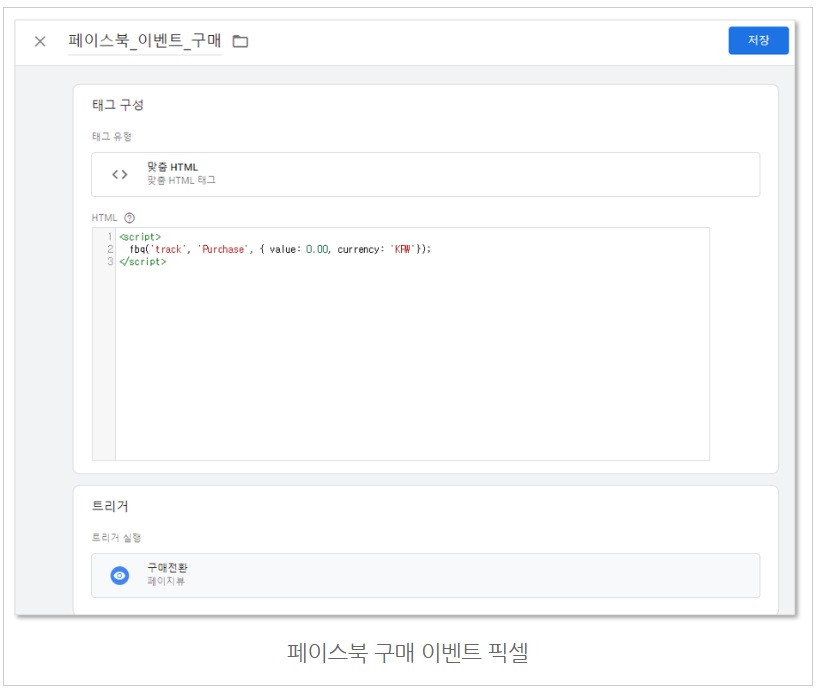 페이스북_이벤트_구매
저장
태그 구성
태그 유형
맞춤 HTML
맞춤 HTML 태그
HTML
1 <script>
2 fbq('track', 'Purchase', { value: 0.00, currency: 'KRW'});
3 </script>
트리거
트리거 실행
구매전환
페이지뷰
페이스북 구매 이벤트 픽셀